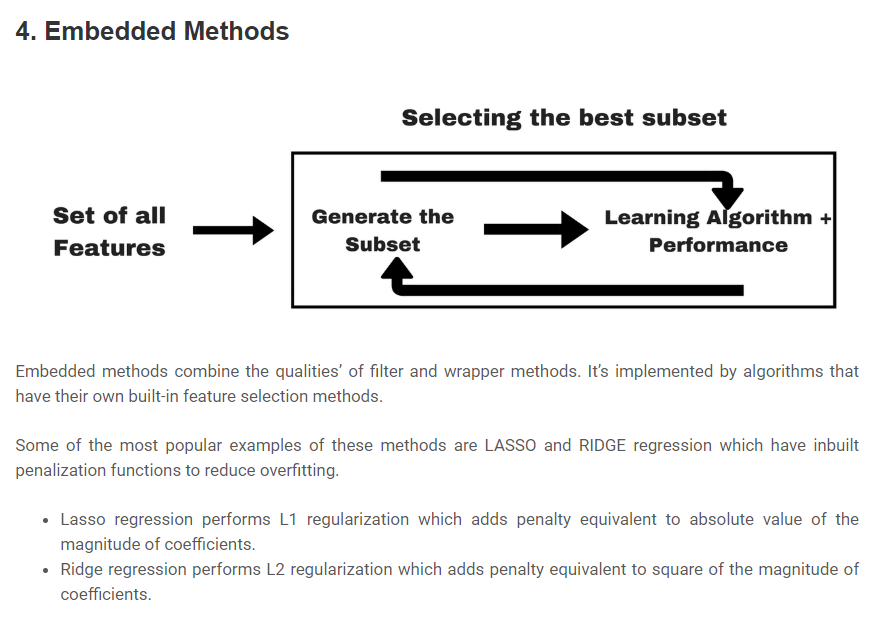 4. Embedded Methods
Selecting the best subset
Set of all
Features
Generate the
Subset
Learning Algorithm +
Performance
Embedded methods combine the qualities’ of filter and wrapper methods. It’s implemented by algorithms that
have their own built-in feature selection methods.
Some of the most popular examples of these methods are LASSO and RIDGE regression which have inbuilt
penalization functions to reduce overfitting.
• Lasso regression performs L1 regularization which adds penalty equivalent to absolute value of the
magnitude of coefficients.
• Ridge regression performs L2 regularization which adds penalty equivalent to square of the magnitude of
coefficients.